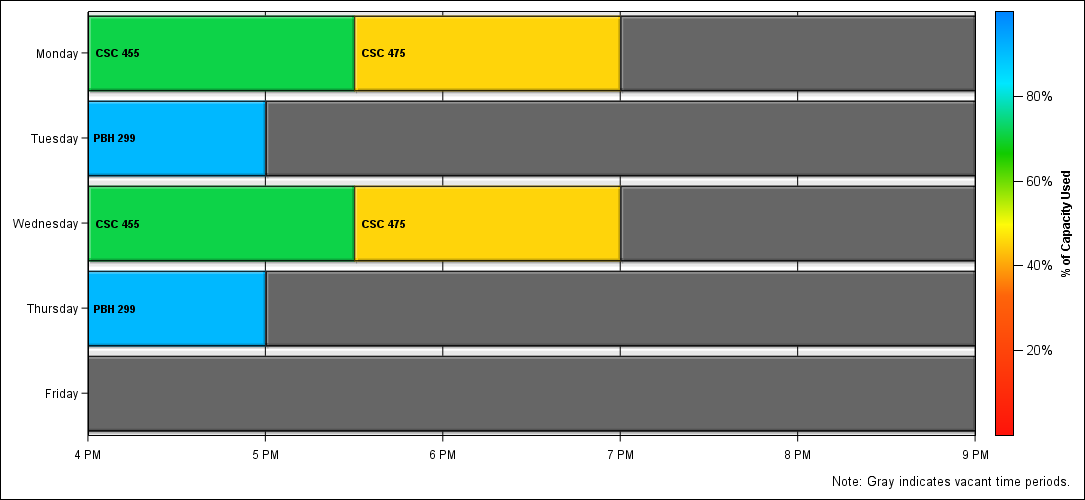 Monday
CSC 455
CSC 475
Tuesday
PBH 299
Wednesday
CSC 455
CSC 475
Thursday
PBH 299
Friday
4 PM
5 PM
6 PM
7 PM
8 PM
9 PM
80%
60%
40%
20%
% of Capacity Used
Note: Gray indicates vacant time periods.